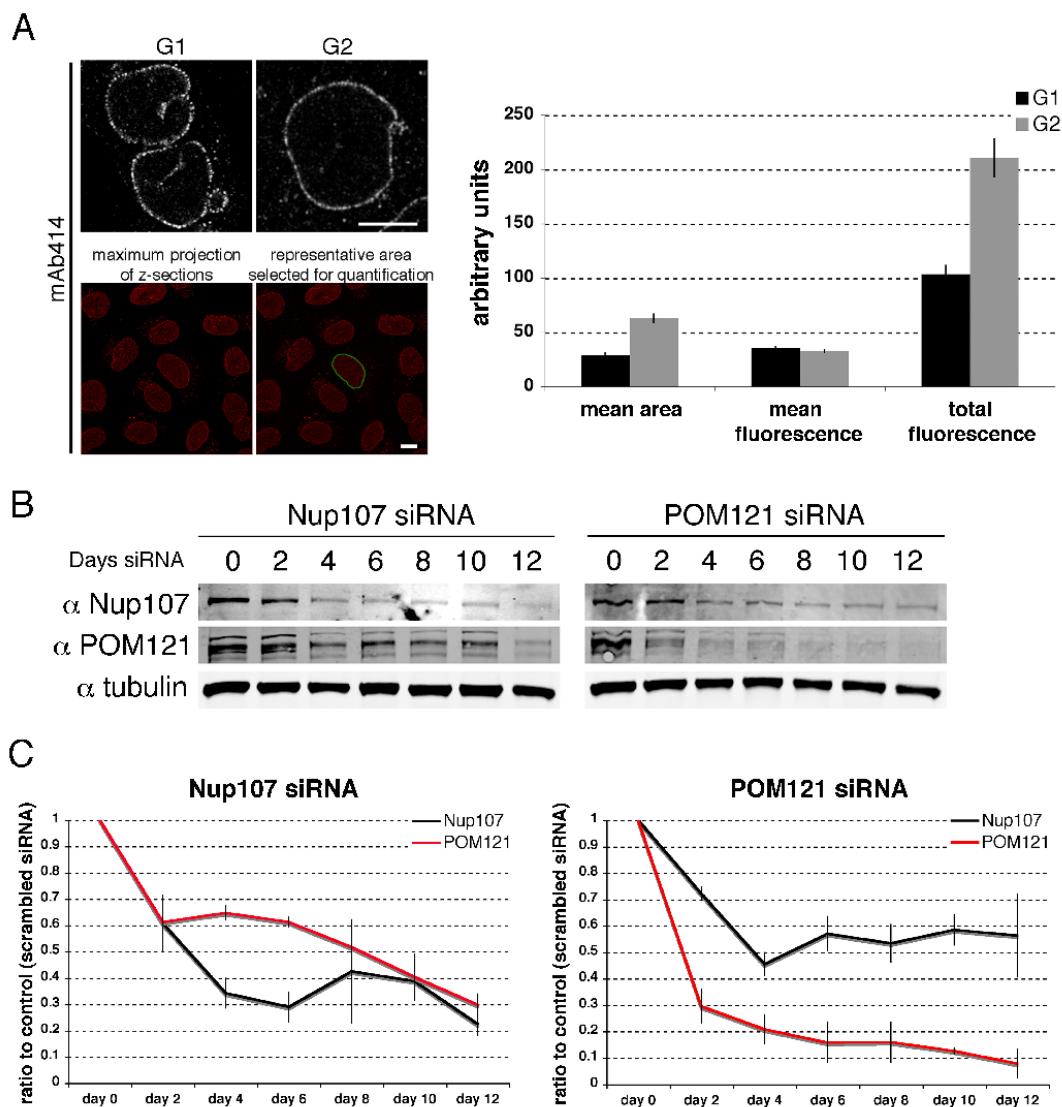 A
G1 G2
mAb414
maximum projection
of z-sections
representative area
selected for quantification
arbitrary units
250
200
150
100
50
0
G1
G2
mean area
mean
fluorescence
total
fluorescence
B
Nup107 siRNA POM121 siRNA
Days siRNA 0 2 4 6 8 10 12 0 2 4 6 8 10 12
α Nup107
α POM121
α tubulin
C
Nup107 siRNA
ratio to control (scrambled siRNA)
1
0.9
0.8
0.7
0.6
0.5
0.4
0.3
0.2
0.1
0
Nup107
POM121
day 0 day 2 day 4 day 6 day 8 day 10 day 12
POM121 siRNA
ratio to control (scrambled siRNA)
1
0.9
0.8
0.7
0.6
0.5
0.4
0.3
0.2
0.1
0
Nup107
POM121
day 0 day 2 day 4 day 6 day 8 day 10 day 12